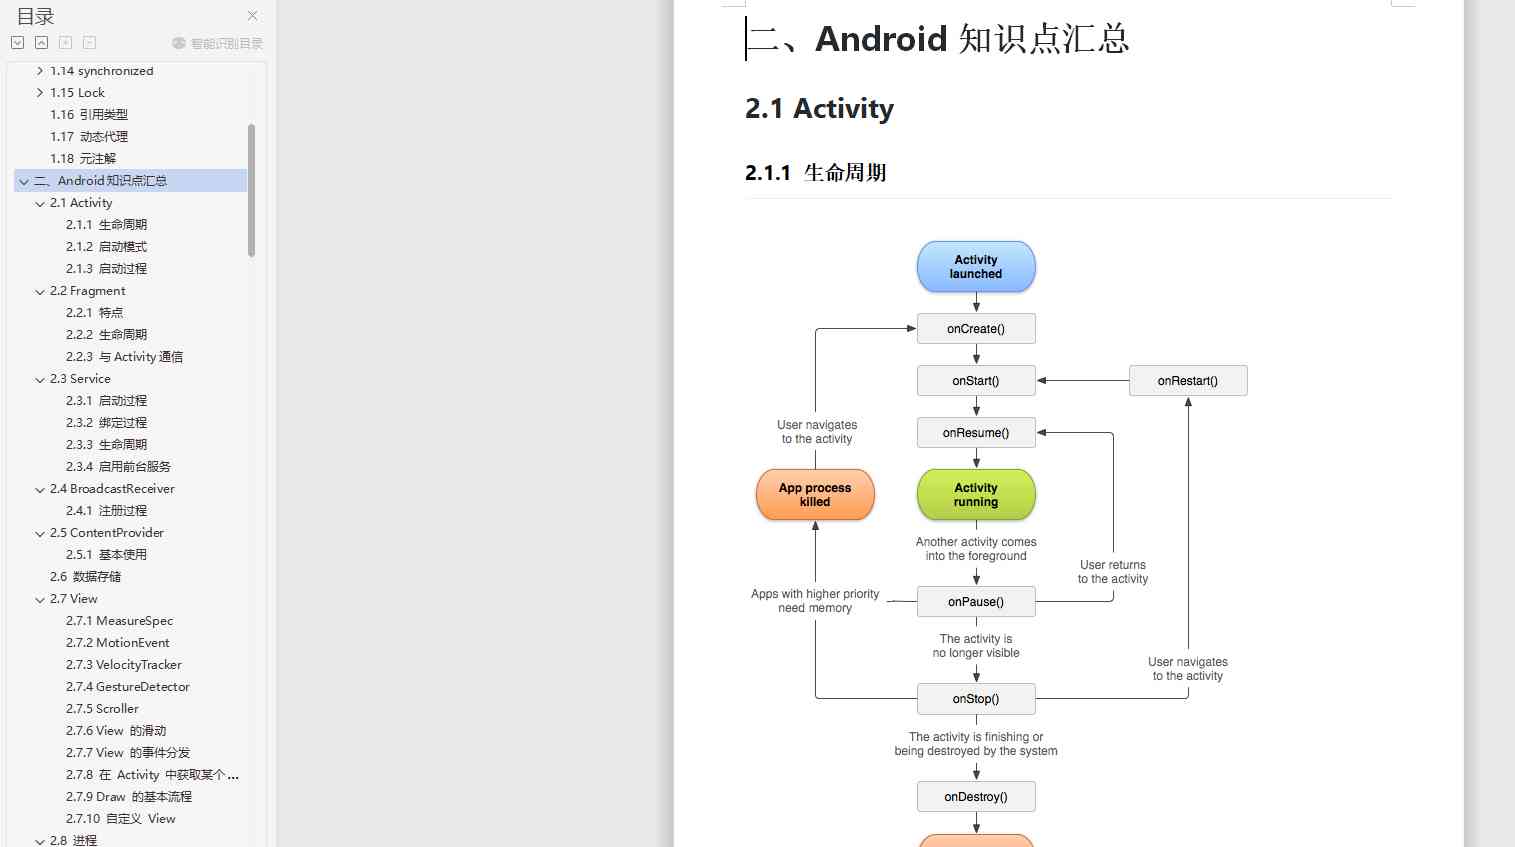 目录
智能识别目录
1.14 synchronized
1.15 Lock
1.16 引用类型
1.17 动态代理
1.18 元注解
二、Android 知识点汇总
2.1 Activity
2.1.1 生命周期
2.1.2 启动模式
2.1.3 启动过程
2.2 Fragment
2.2.1 特点
2.2.2 生命周期
2.2.3 与 Activity 通信
2.3 Service
2.3.1 启动过程
2.3.2 绑定过程
2.3.3 生命周期
2.3.4 启用前台服务
2.4 BroadcastReceiver
2.4.1 注册过程
2.5 ContentProvider
2.5.1 基本使用
2.6 数据存储
2.7 View
2.7.1 MeasureSpec
2.7.2 MotionEvent
2.7.3 VelocityTracker
2.7.4 GestureDetector
2.7.5 Scroller
2.7.6 View 的滑动
2.7.7 View 的事件分发
2.7.8 在 Activity 中获取某个...
2.7.9 Draw 的基本流程
2.7.10 自定义 View
2.8 进程
二、Android 知识点汇总
2.1 Activity
2.1.1 生命周期
Activity
launched
onCreate()
onStart()
onRestart()
onResume()
User navigates
to the activity
App process
killed
Activity
running
Another activity comes
into the foreground
User returns
to the activity
Apps with higher priority
need memory
onPause()
The activity is
no longer visible
User navigates
to the activity
onStop()
The activity is finishing or
being destroyed by the system
onDestroy()